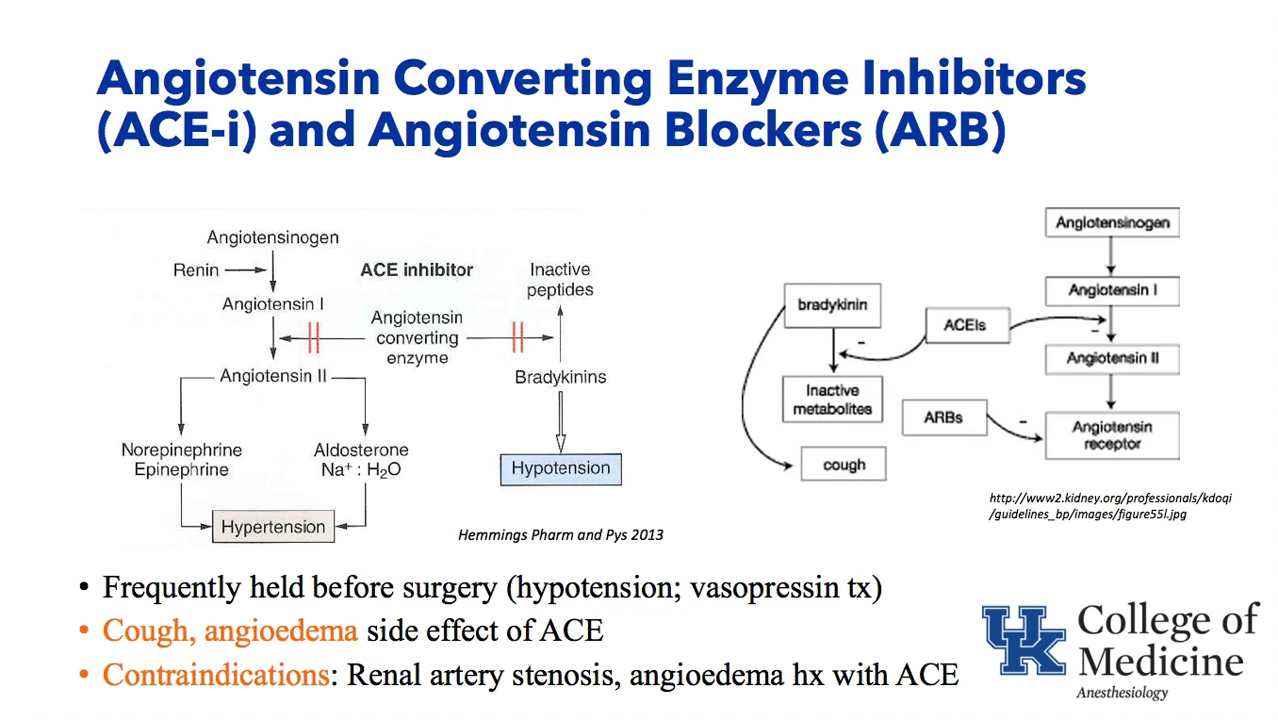 Angiotensin Converting Enzyme Inhibitors
(ACE-i) and Angiotensin Blockers (ARB)
Angiotensinogen
Renin
ACE inhibitor
Inactive
peptides
Angiotensin I
Angiotensin
converting
enzyme
Angiotensin II
Bradykinins
Norepinephrine
Epinephrine
Aldosterone
Na⁺ : H₂O
Hypotension
Hypertension
Hemmings Pharm and Pys 2013
Angiotensinogen
Angiotensin I
bradykinin
ACEIs
-
-
Angiotensin II
Inactive
metabolites
ARBs
-
Angiotensin
receptor
cough
http://www2.kidney.org/professionals/kdoqi
/guidelines_bp/images/figure55l.jpg
• Frequently held before surgery (hypotension; vasopressin tx)
• Cough, angioedema side effect of ACE
• Contraindications: Renal artery stenosis, angioedema hx with ACE
UK
College of
Medicine
Anesthesiology